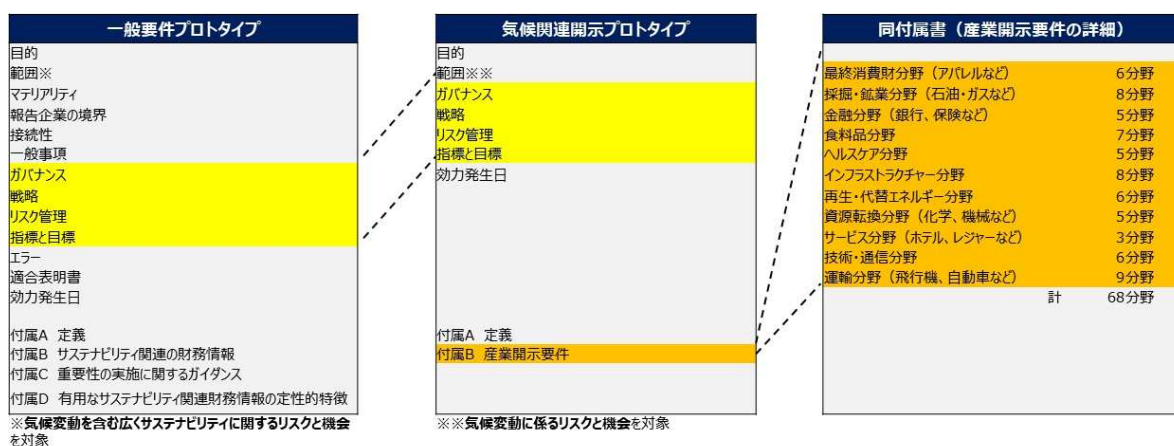 一般要件プロトタイプ
目的
範囲※
マテリアリティ
報告企業の境界
接続性
一般事項
ガバナンス
戦略
リスク管理
指標と目標
エラー
適合表明書
効力発生日
付属A 定義
付属B サステナビリティ関連の財務情報
付属C 重要性の実施に関するガイダンス
付属D 有用なサステナビリティ関連財務情報の定性的特徴
※気候変動を含む広くサステナビリティに関するリスクと機会
を対象
気候関連開示プロトタイプ
目的
範囲※※
ガバナンス
戦略
リスク管理
指標と目標
効力発生日
付属A 定義
付属B 産業開示要件
※※気候変動に係るリスクと機会を対象
同付属書（産業開示要件の詳細）
最終消費財分野（アパレルなど） 6分野
採掘・鉱業分野（石油・ガスなど） 8分野
金融分野（銀行、保険など） 5分野
食料品分野 7分野
ヘルスケア分野 5分野
インフラストラクチャー分野 8分野
再生・代替エネルギー分野 6分野
資源転換分野（化学、機械など） 5分野
サービス分野（ホテル、レジャーなど） 3分野
技術・通信分野 6分野
運輸分野（飛行機、自動車など） 9分野
計 68分野